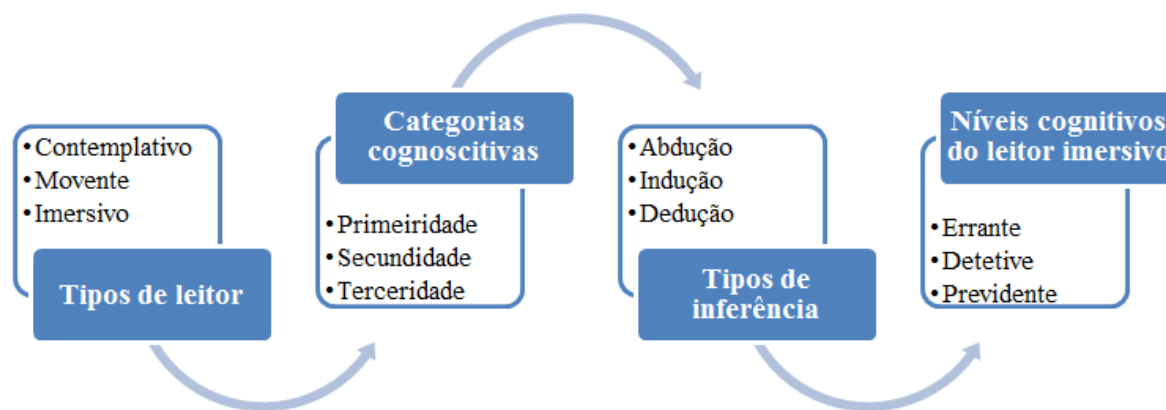 • Contemplativo
• Movente
• Imersivo
Tipos de leitor
Categorias
cognoscitivas
• Primeiridade
• Secundidade
• Terceridade
• Abdução
• Indução
• Dedução
Tipos de
inferência
Níveis cognitivos
do leitor imersivo
• Errante
• Detetive
• Previdente